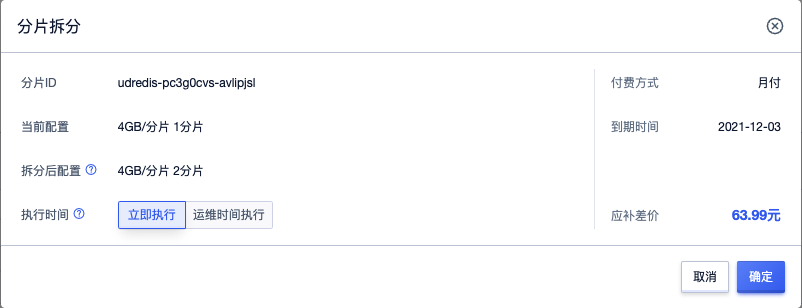 分片拆分
分片ID udredis-pc3g0cvs-avlipjsl 付费方式 月付
当前配置 4GB/分片 1分片 到期时间 2021-12-03
拆分后配置 4GB/分片 2分片
执行时间 立即执行 运维时间执行 应补差价 63.99元
取消 确定